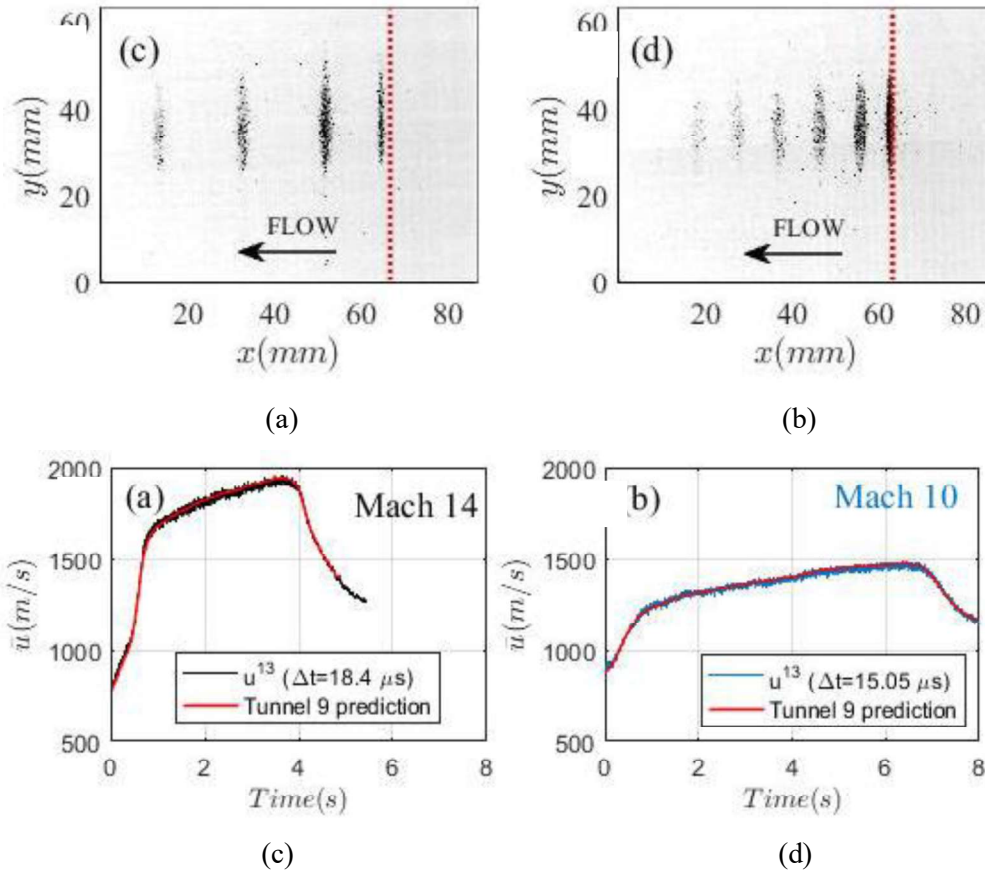 60
(c)
40
y(mm)
20
FLOW
0
20 40 60 80
x(mm)
(a)
60
(d)
40
y(mm)
20
FLOW
0
20 40 60 80
x(mm)
(b)
2000
(a)
Mach 14
1500
ū(m/s)
1000
u¹³ (Δt=18.4 μs)
Tunnel 9 prediction
500
0 2 4 6 8
Time(s)
(c)
2000
b)
Mach 10
1500
ū(m/s)
1000
u¹³ (Δt=15.05 μs)
Tunnel 9 prediction
500
0 2 4 6 8
Time(s)
(d)